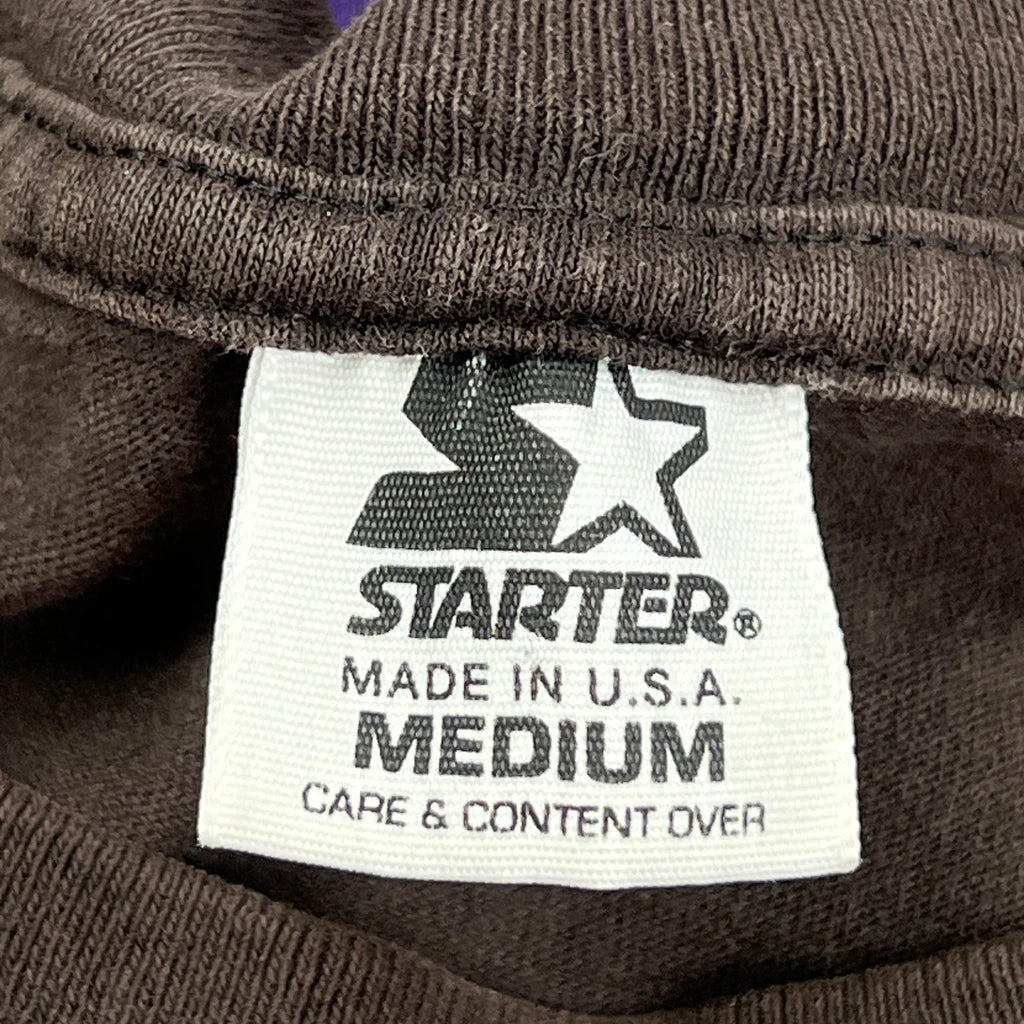 STARTER®
MADE IN U.S.A.
MEDIUM
CARE & CONTENT OVER